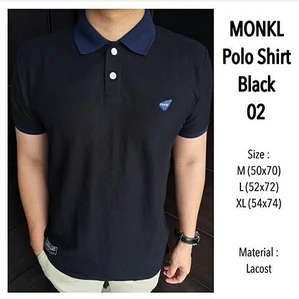 MONKL
Polo Shirt
Black
02
Size :
M (50x70)
L (52x72)
XL (54x74)
Material :
Lacost